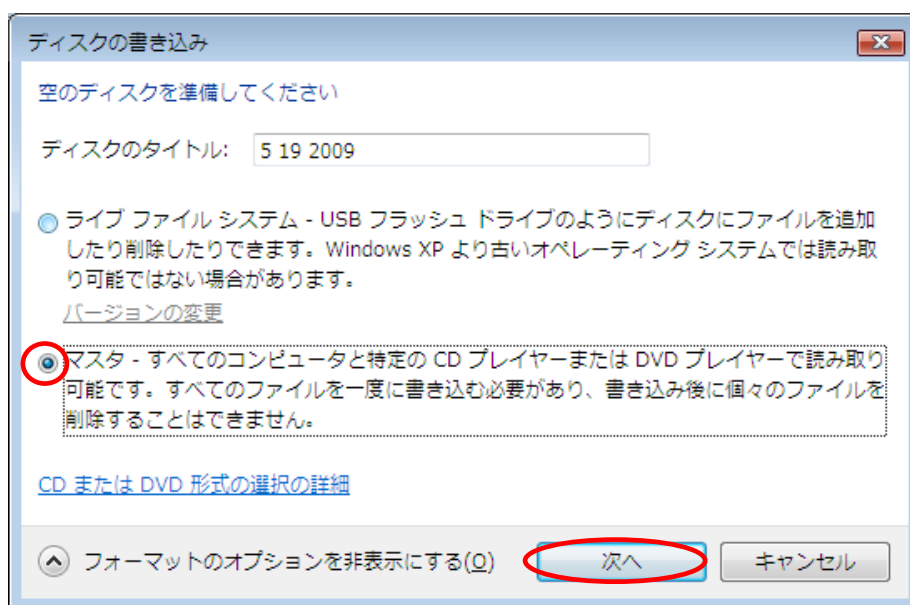 ディスクの書き込み
空のディスクを準備してください
ディスクのタイトル: 5 19 2009
ライブ ファイル システム - USB フラッシュ ドライブのようにディスクにファイルを追加
したり削除したりできます。Windows XP より古いオペレーティング システムでは読み取
り可能ではない場合があります。
バージョンの変更
マスタ - すべてのコンピュータと特定の CD プレイヤーまたは DVD プレイヤーで読み取り
可能です。すべてのファイルを一度に書き込む必要があり、書き込み後に個々のファイルを
削除することはできません。
CD または DVD 形式の選択の詳細
フォーマットのオプションを非表示にする(O) 次へ キャンセル